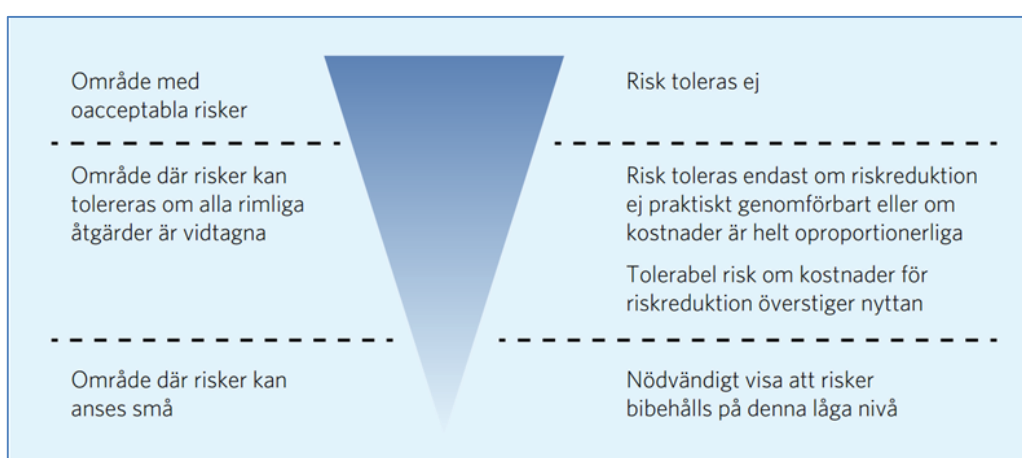 Område med
oacceptabla risker
Risk toleras ej
Område där risker kan
tolereras om alla rimliga
åtgärder är vidtagna
Risk toleras endast om riskreduktion
ej praktiskt genomförbart eller om
kostnader är helt oproportionerliga
Tolerabel risk om kostnader för
riskreduktion överstiger nyttan
Område där risker kan
anses små
Nödvändigt visa att risker
bibehålls på denna låga nivå